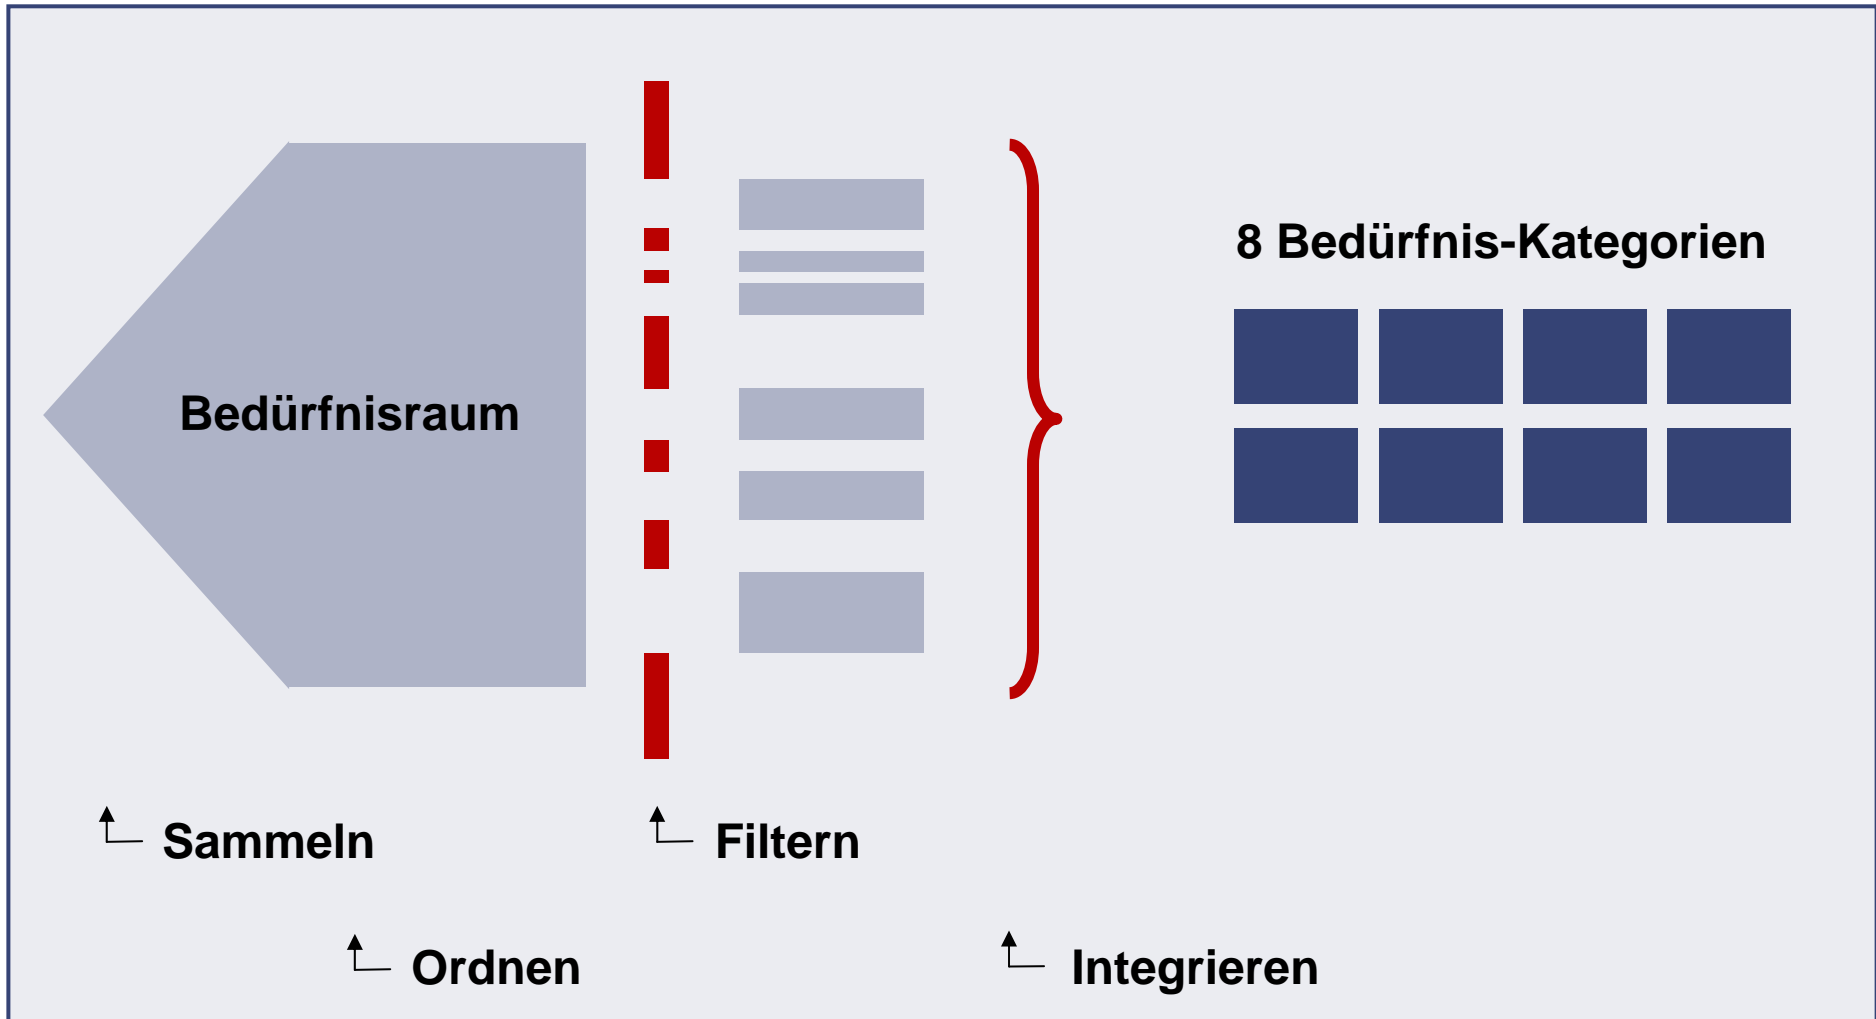 8 Bedürfnis-Kategorien
Bedürfnisraum
Sammeln
Filtern
Ordnen
Integrieren